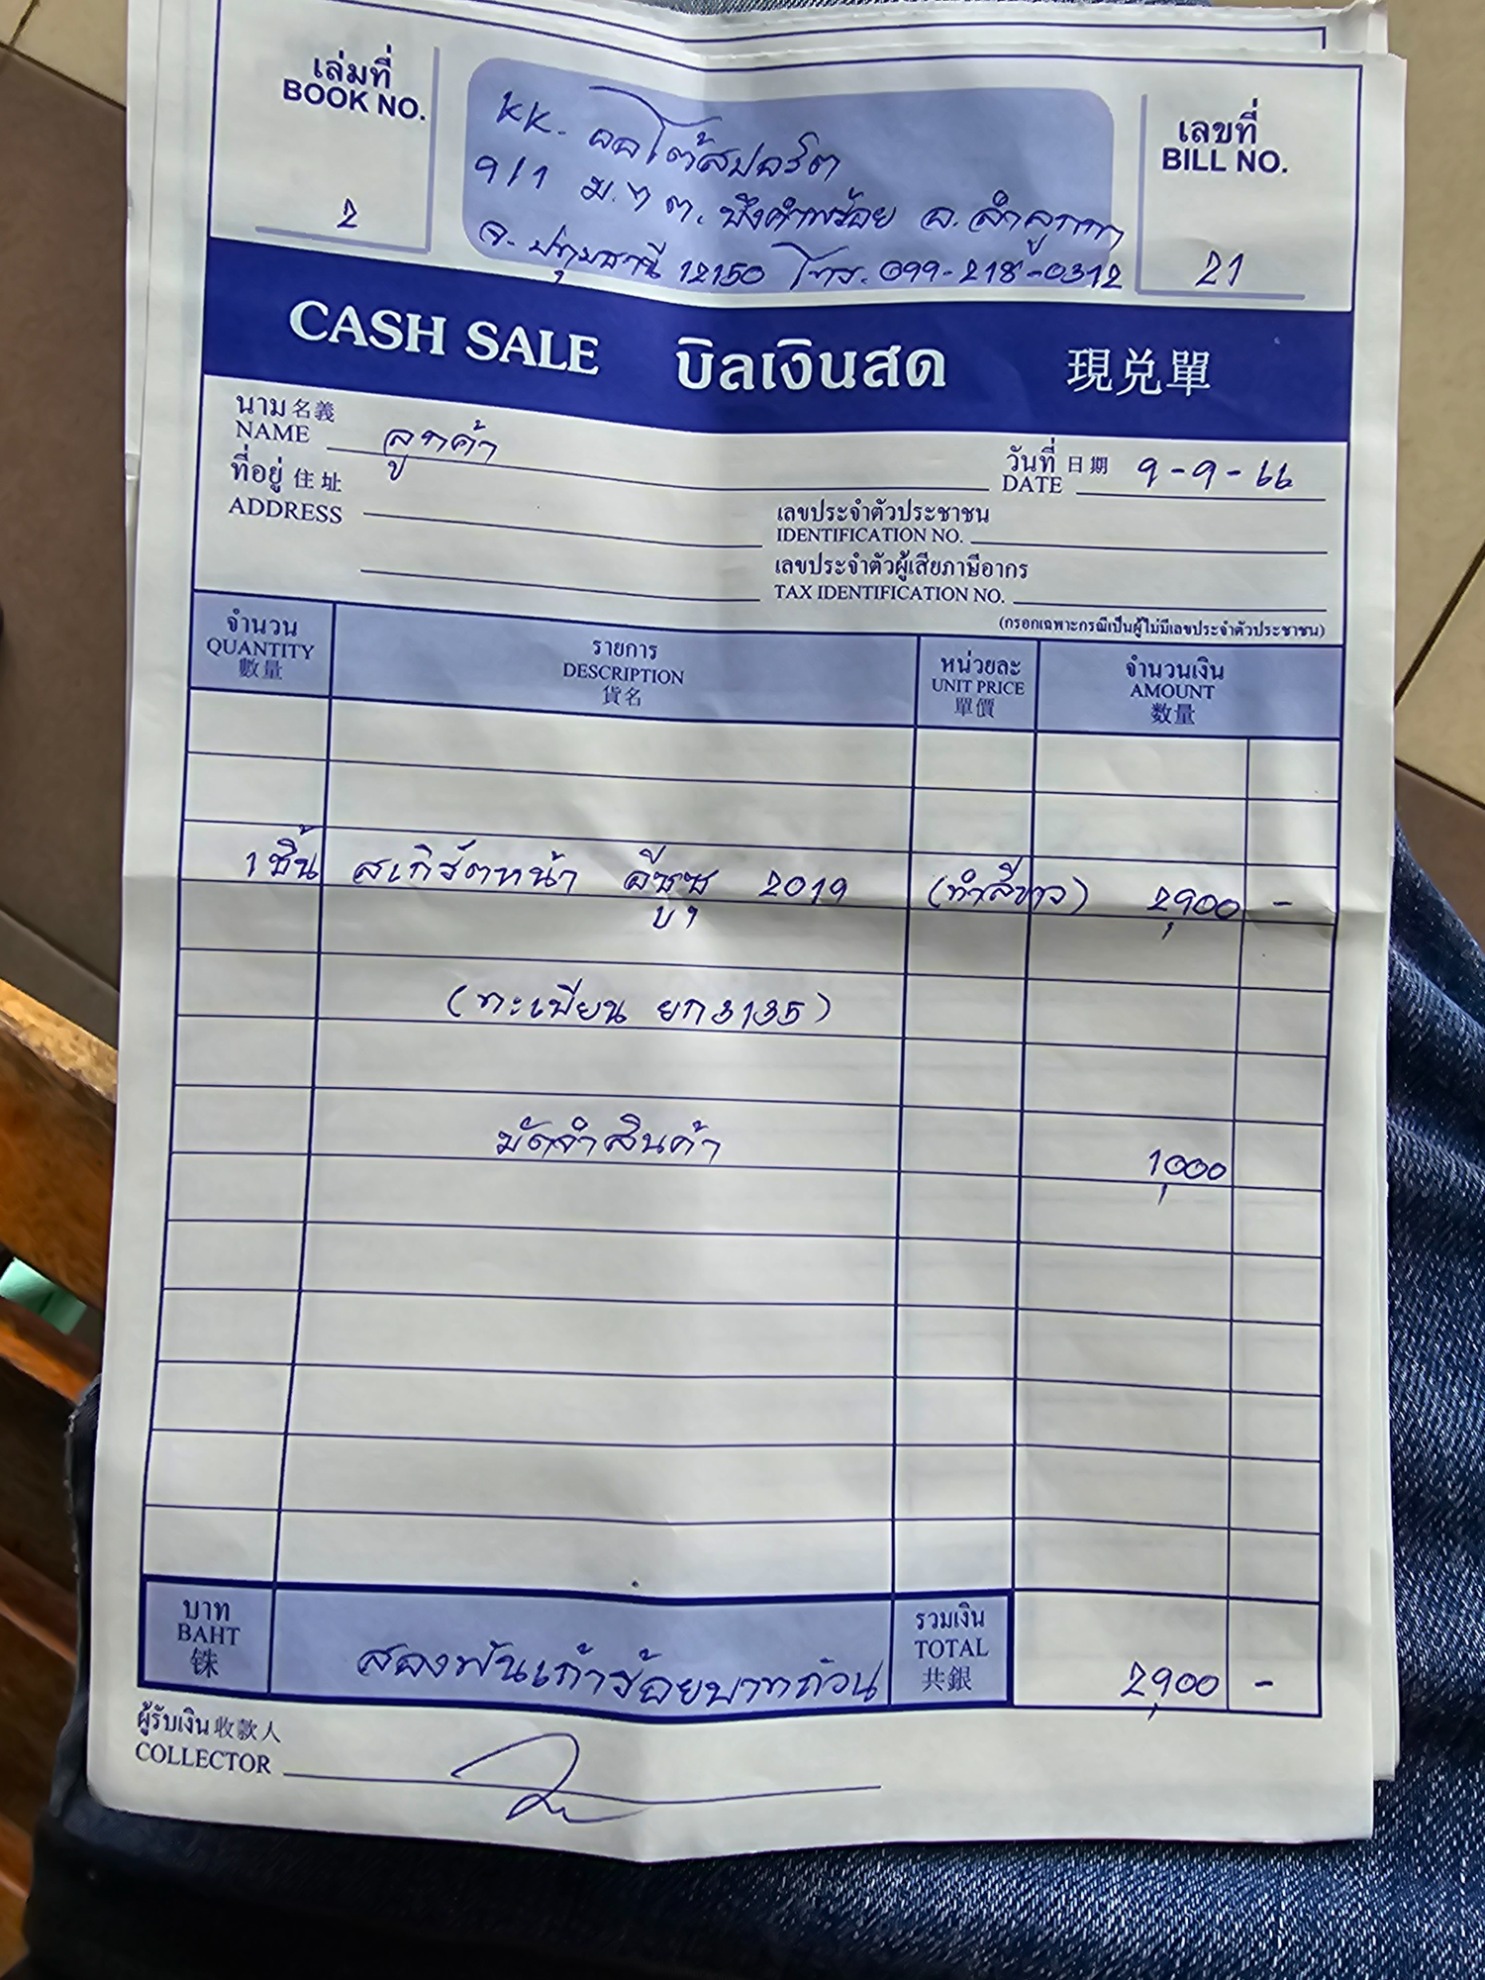 เล่มที่
BOOK NO.
2
KK. ออโต้สปอร์ต
9/1 ม.7 ต. บึงคำพร้อย อ. ลำลูกกา
จ. ปทุมธานี 12150 โทร. 099-218-0312
เลขที่
BILL NO.
21
CASH SALE บิลเงินสด 現兌單
นาม 名義
NAME ลูกค้า
วันที่ 日期
DATE 9-9-66
ที่อยู่ 住址
ADDRESS
เลขประจำตัวประชาชน
IDENTIFICATION NO.
เลขประจำตัวผู้เสียภาษีอากร
TAX IDENTIFICATION NO.
(กรอกเฉพาะกรณีเป็นผู้ไม่มีเลขประจำตัวประชาชน)
จำนวน
QUANTITY
數量
รายการ
DESCRIPTION
貨名
หน่วยละ
UNIT PRICE
單價
จำนวนเงิน
AMOUNT
数量
1 ชิ้น สเกิร์ตหน้า อีซูซุ 2019 (ทำสีขาว) 2,900 -
(ทะเบียน ยก3135)
มัดจำสินค้า 1,000
บาท
BAHT
銖
สองพันเก้าร้อยบาทถ้วน
รวมเงิน
TOTAL
共銀
2,900 -
ผู้รับเงิน 收款人
COLLECTOR